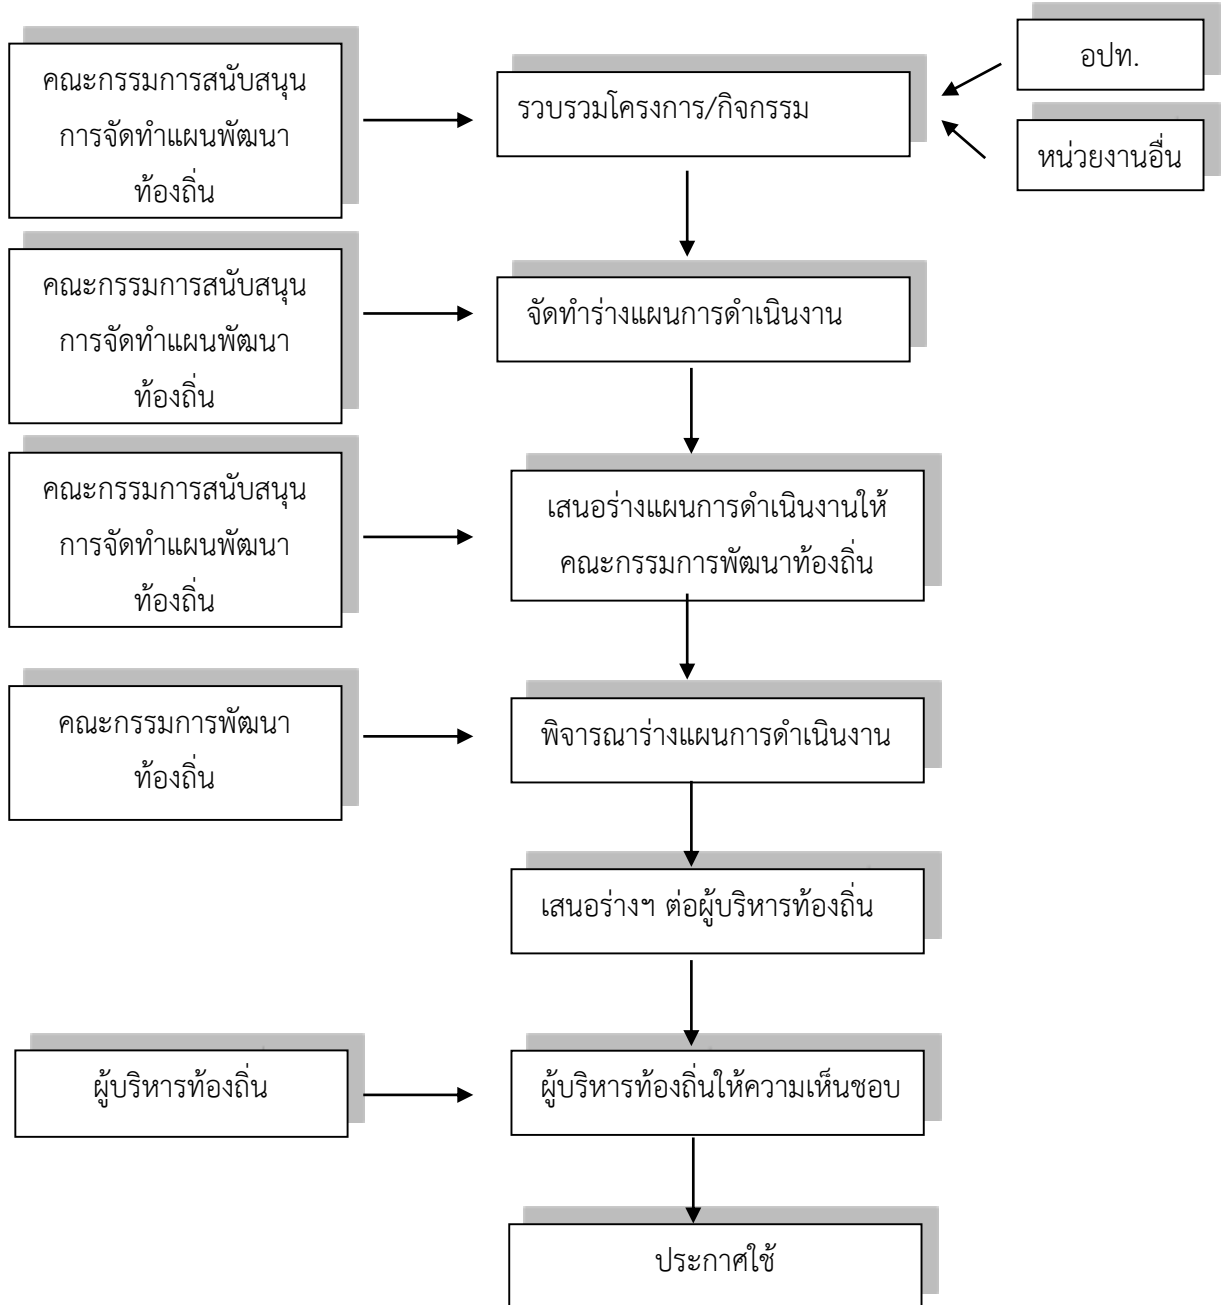 อปท.
คณะกรรมการสนับสนุน
การจัดทำแผนพัฒนา
ท้องถิ่น
รวบรวมโครงการ/กิจกรรม
หน่วยงานอื่น
คณะกรรมการสนับสนุน
การจัดทำแผนพัฒนา
ท้องถิ่น
จัดทำร่างแผนการดำเนินงาน
คณะกรรมการสนับสนุน
การจัดทำแผนพัฒนา
ท้องถิ่น
เสนอร่างแผนการดำเนินงานให้
คณะกรรมการพัฒนาท้องถิ่น
คณะกรรมการพัฒนา
ท้องถิ่น
พิจารณาร่างแผนการดำเนินงาน
เสนอร่างฯ ต่อผู้บริหารท้องถิ่น
ผู้บริหารท้องถิ่น
ผู้บริหารท้องถิ่นให้ความเห็นชอบ
ประกาศใช้